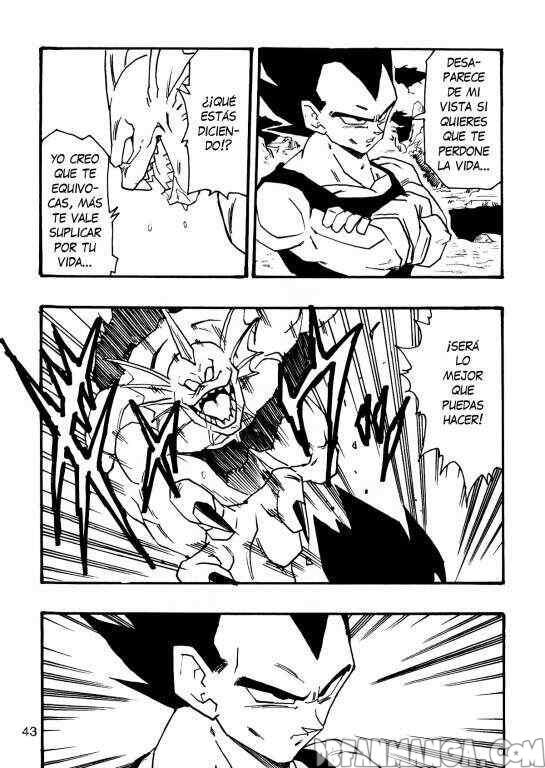 DESA-
PARECE
DE MI
VISTA SI
QUIERES
QUE TE
PERDONE
LA VIDA...
¿¡QUÉ
ESTÁS
DICIEN-
DO!?
YO CREO
QUE TE
EQUIVO-
CAS, MÁS
TE VALE
SUPLICAR
POR TU
VIDA...
¡SERÁ
LO
MEJOR
QUE
PUEDAS
HACER!
43
DBFANMANGA.COM